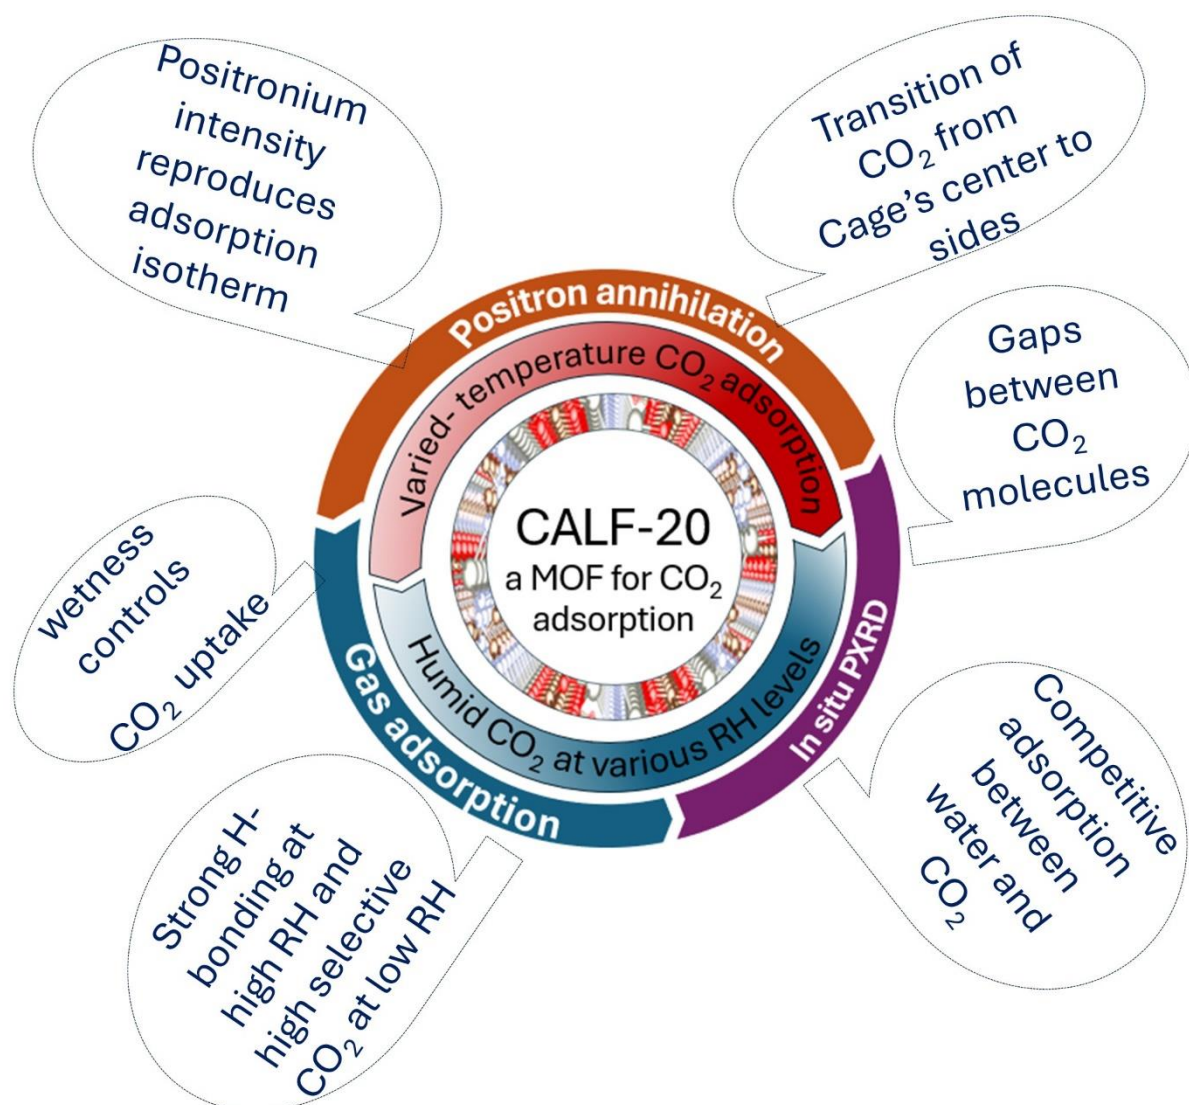 Positronium
intensity
reproduces
adsorption
isotherm
Transition of
CO₂ from
Cage's center to
sides
Gaps
between
CO₂
molecules
Positron annihilation
Varied- temperature CO₂ adsorption
CALF-20
a MOF for CO₂
adsorption
Humid CO₂ at various RH levels
Gas adsorption
In situ PXRD
wetness
controls
CO₂ uptake
Strong H-
bonding at
high RH and
high selective
CO₂ at low RH
Competitive
adsorption
between
water and
CO₂